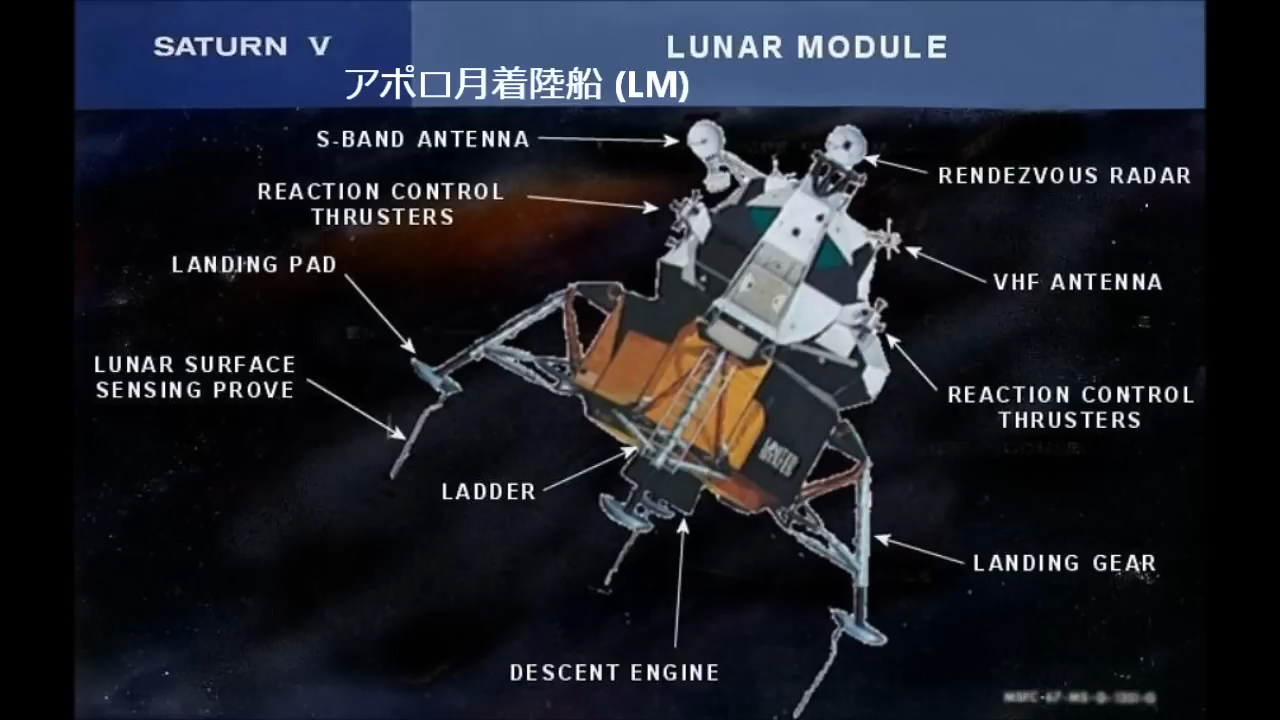 SATURN V
LUNAR MODULE
アポロ月着陸船 (LM)
S-BAND ANTENNA
RENDEZVOUS RADAR
REACTION CONTROL
THRUSTERS
LANDING PAD
VHF ANTENNA
LUNAR SURFACE
SENSING PROVE
REACTION CONTROL
THRUSTERS
LADDER
LANDING GEAR
DESCENT ENGINE